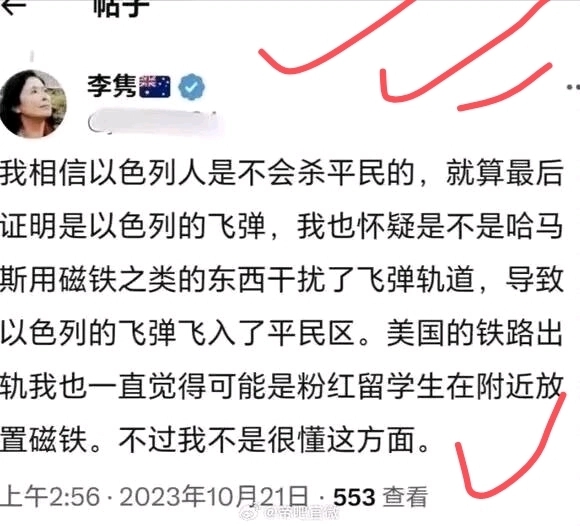 帖子
李隽
我相信以色列人是不会杀平民的，就算最后
证明是以色列的飞弹，我也怀疑是不是哈马
斯用磁铁之类的东西干扰了飞弹轨道，导致
以色列的飞弹飞入了平民区。美国的铁路出
轨我也一直觉得可能是粉红留学生在附近放
置磁铁。不过我不是很懂这方面。
上午2:56 · 2023年10月21日 · 553 查看
@帝吧官微